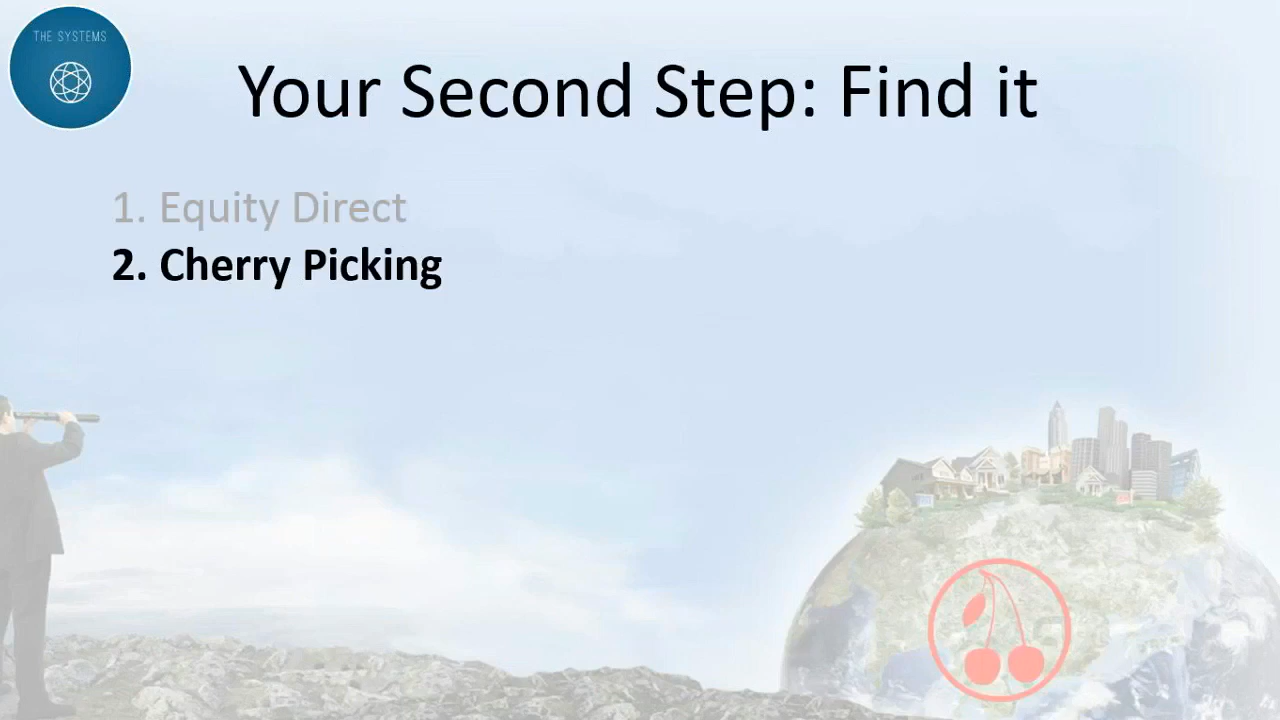 THE SYSTEMS
Your Second Step: Find it
1. Equity Direct
2. Cherry Picking